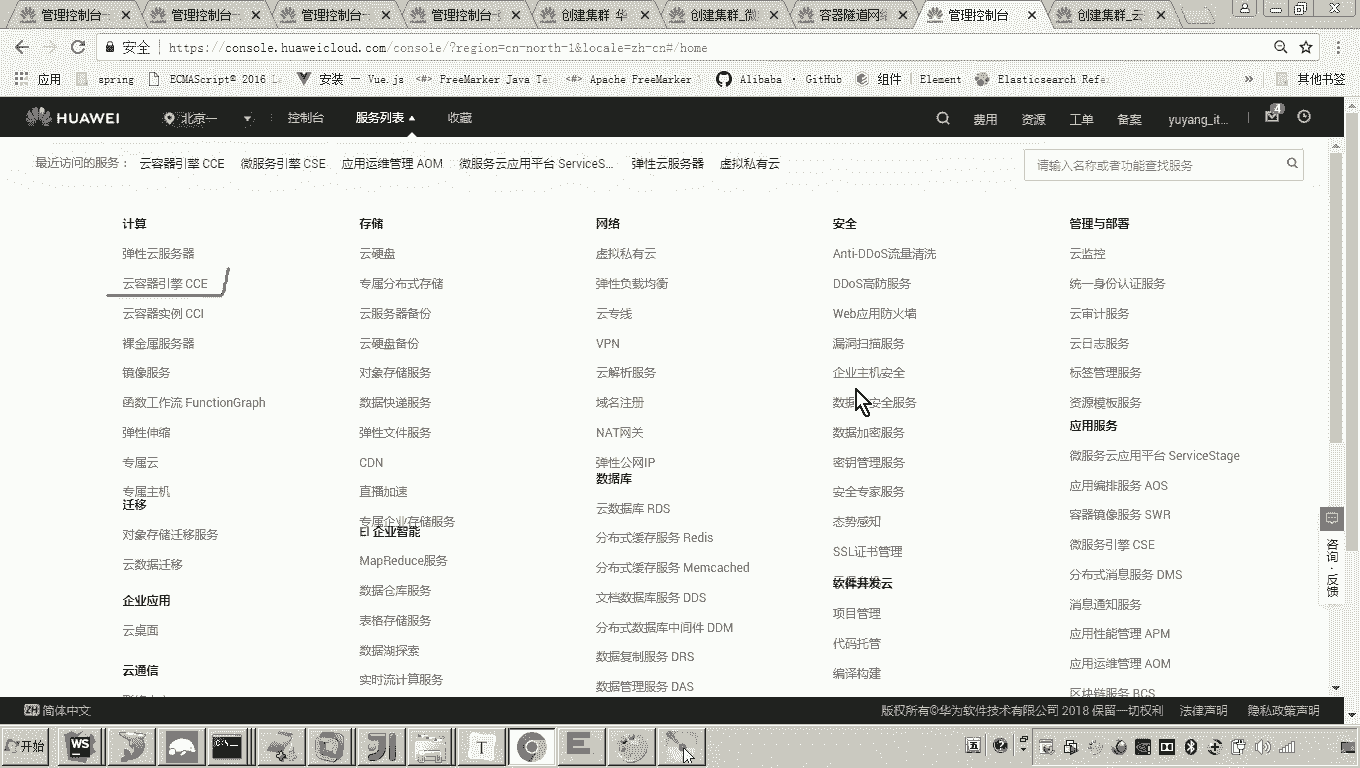 管理控制台 管理控制台 管理控制台 管理控制台 创建集群 华 创建集群_微 容器隧道网络 管理控制台 创建集群_云
安全 https://console.huaweicloud.com/console/?region=cn-north-1&locale=zh-cn#/home
应用 spring ECMAScript® 2016 安装 — Vue.js FreeMarker Java Apache FreeMarker Alibaba · GitHub 组件 | Element Elasticsearch » 其他书签
HUAWEI 北京一 控制台 服务列表 收藏 费用 资源 工单 备案 yuyang_it... 4
最近访问的服务： 云容器引擎 CCE 微服务引擎 CSE 应用运维管理 AOM 微服务云应用平台 ServiceS... 弹性云服务器 虚拟私有云 请输入名称或者功能查找服务
计算
弹性云服务器
云容器引擎 CCE
云容器实例 CCI
裸金属服务器
镜像服务
函数工作流 FunctionGraph
弹性伸缩
专属云
专属主机
迁移
对象存储迁移服务
云数据迁移
企业应用
云桌面
云通信
存储
云硬盘
专属分布式存储
云服务器备份
云硬盘备份
对象存储服务
数据快递服务
弹性文件服务
CDN
直播加速
专属企业存储服务
EI 企业智能
MapReduce服务
数据仓库服务
表格存储服务
数据湖探索
实时流计算服务
网络
虚拟私有云
弹性负载均衡
云专线
VPN
云解析服务
域名注册
NAT网关
弹性公网IP
数据库
云数据库 RDS
分布式缓存服务 Redis
分布式缓存服务 Memcached
文档数据库服务 DDS
分布式数据库中间件 DDM
数据复制服务 DRS
数据管理服务 DAS
安全
Anti-DDoS流量清洗
DDoS高防服务
Web应用防火墙
漏洞扫描服务
企业主机安全
数据 安全服务
数据加密服务
密钥管理服务
安全专家服务
态势感知
SSL证书管理
软件开发云
项目管理
代码托管
编译构建
管理与部署
云监控
统一身份认证服务
云审计服务
云日志服务
标签管理服务
资源模板服务
应用服务
微服务云应用平台 ServiceStage
应用编排服务 AOS
容器镜像服务 SWR
微服务引擎 CSE
分布式消息服务 DMS
消息通知服务
应用性能管理 APM
应用运维管理 AOM
区块链服务 BCS
咨询·反馈
ZH 简体中文 版权所有©华为软件技术有限公司 2018 保留一切权利 法律声明 隐私政策声明
开始 WS T E 五